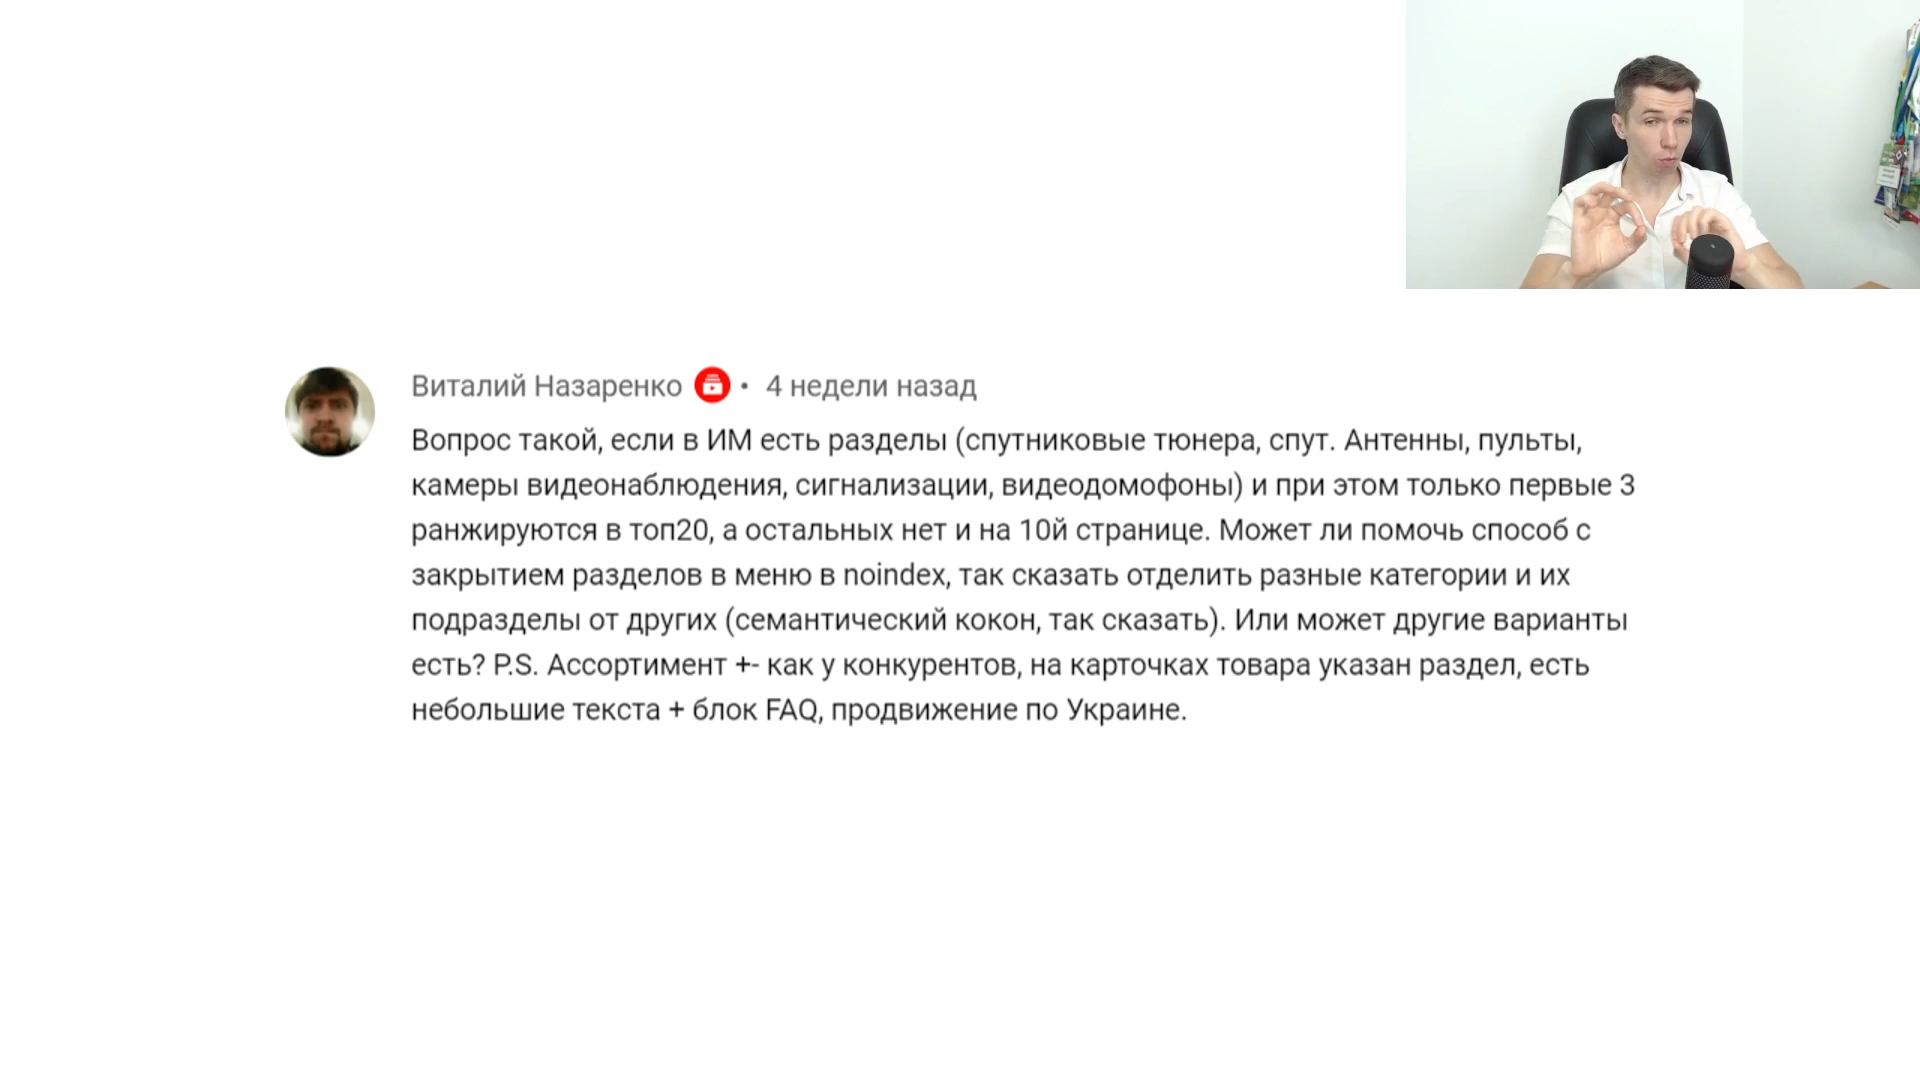 Виталий Назаренко • 4 недели назад
Вопрос такой, если в ИМ есть разделы (спутниковые тюнера, спут. Антенны, пульты,
камеры видеонаблюдения, сигнализации, видеодомофоны) и при этом только первые 3
ранжируются в топ20, а остальных нет и на 10й странице. Может ли помочь способ с
закрытием разделов в меню в noindex, так сказать отделить разные категории и их
подразделы от других (семантический кокон, так сказать). Или может другие варианты
есть? P.S. Ассортимент +- как у конкурентов, на карточках товара указан раздел, есть
небольшие текста + блок FAQ, продвижение по Украине.